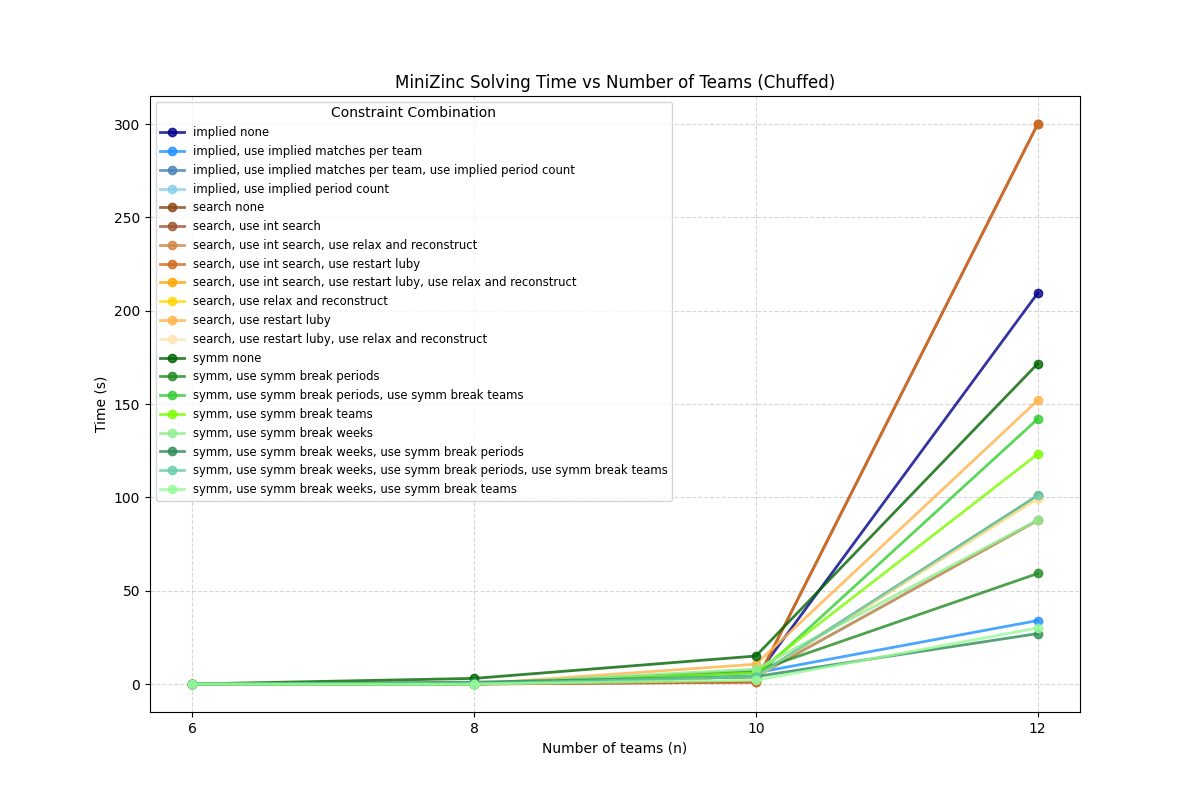 MiniZinc Solving Time vs Number of Teams (Chuffed)
Constraint Combination
implied none
implied, use implied matches per team
implied, use implied matches per team, use implied period count
implied, use implied period count
search none
search, use int search
search, use int search, use relax and reconstruct
search, use int search, use restart luby
search, use int search, use restart luby, use relax and reconstruct
search, use relax and reconstruct
search, use restart luby
search, use restart luby, use relax and reconstruct
symm none
symm, use symm break periods
symm, use symm break periods, use symm break teams
symm, use symm break teams
symm, use symm break weeks
symm, use symm break weeks, use symm break periods
symm, use symm break weeks, use symm break periods, use symm break teams
symm, use symm break weeks, use symm break teams
Time (s)
300
250
200
150
100
50
0
6 8 10 12
Number of teams (n)